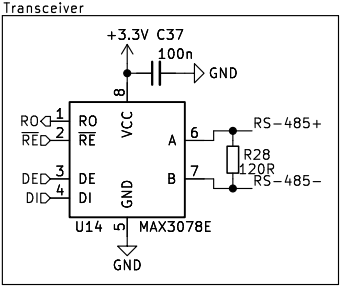 Transceiver
+3.3V C37
100n
GND
8
VCC
RO 1 RO
RE 2 RE
A 6 RS-485+
R28
120R
DE 3 DE
B 7 RS-485-
DI 4 DI
GND
5
U14 MAX3078E
GND